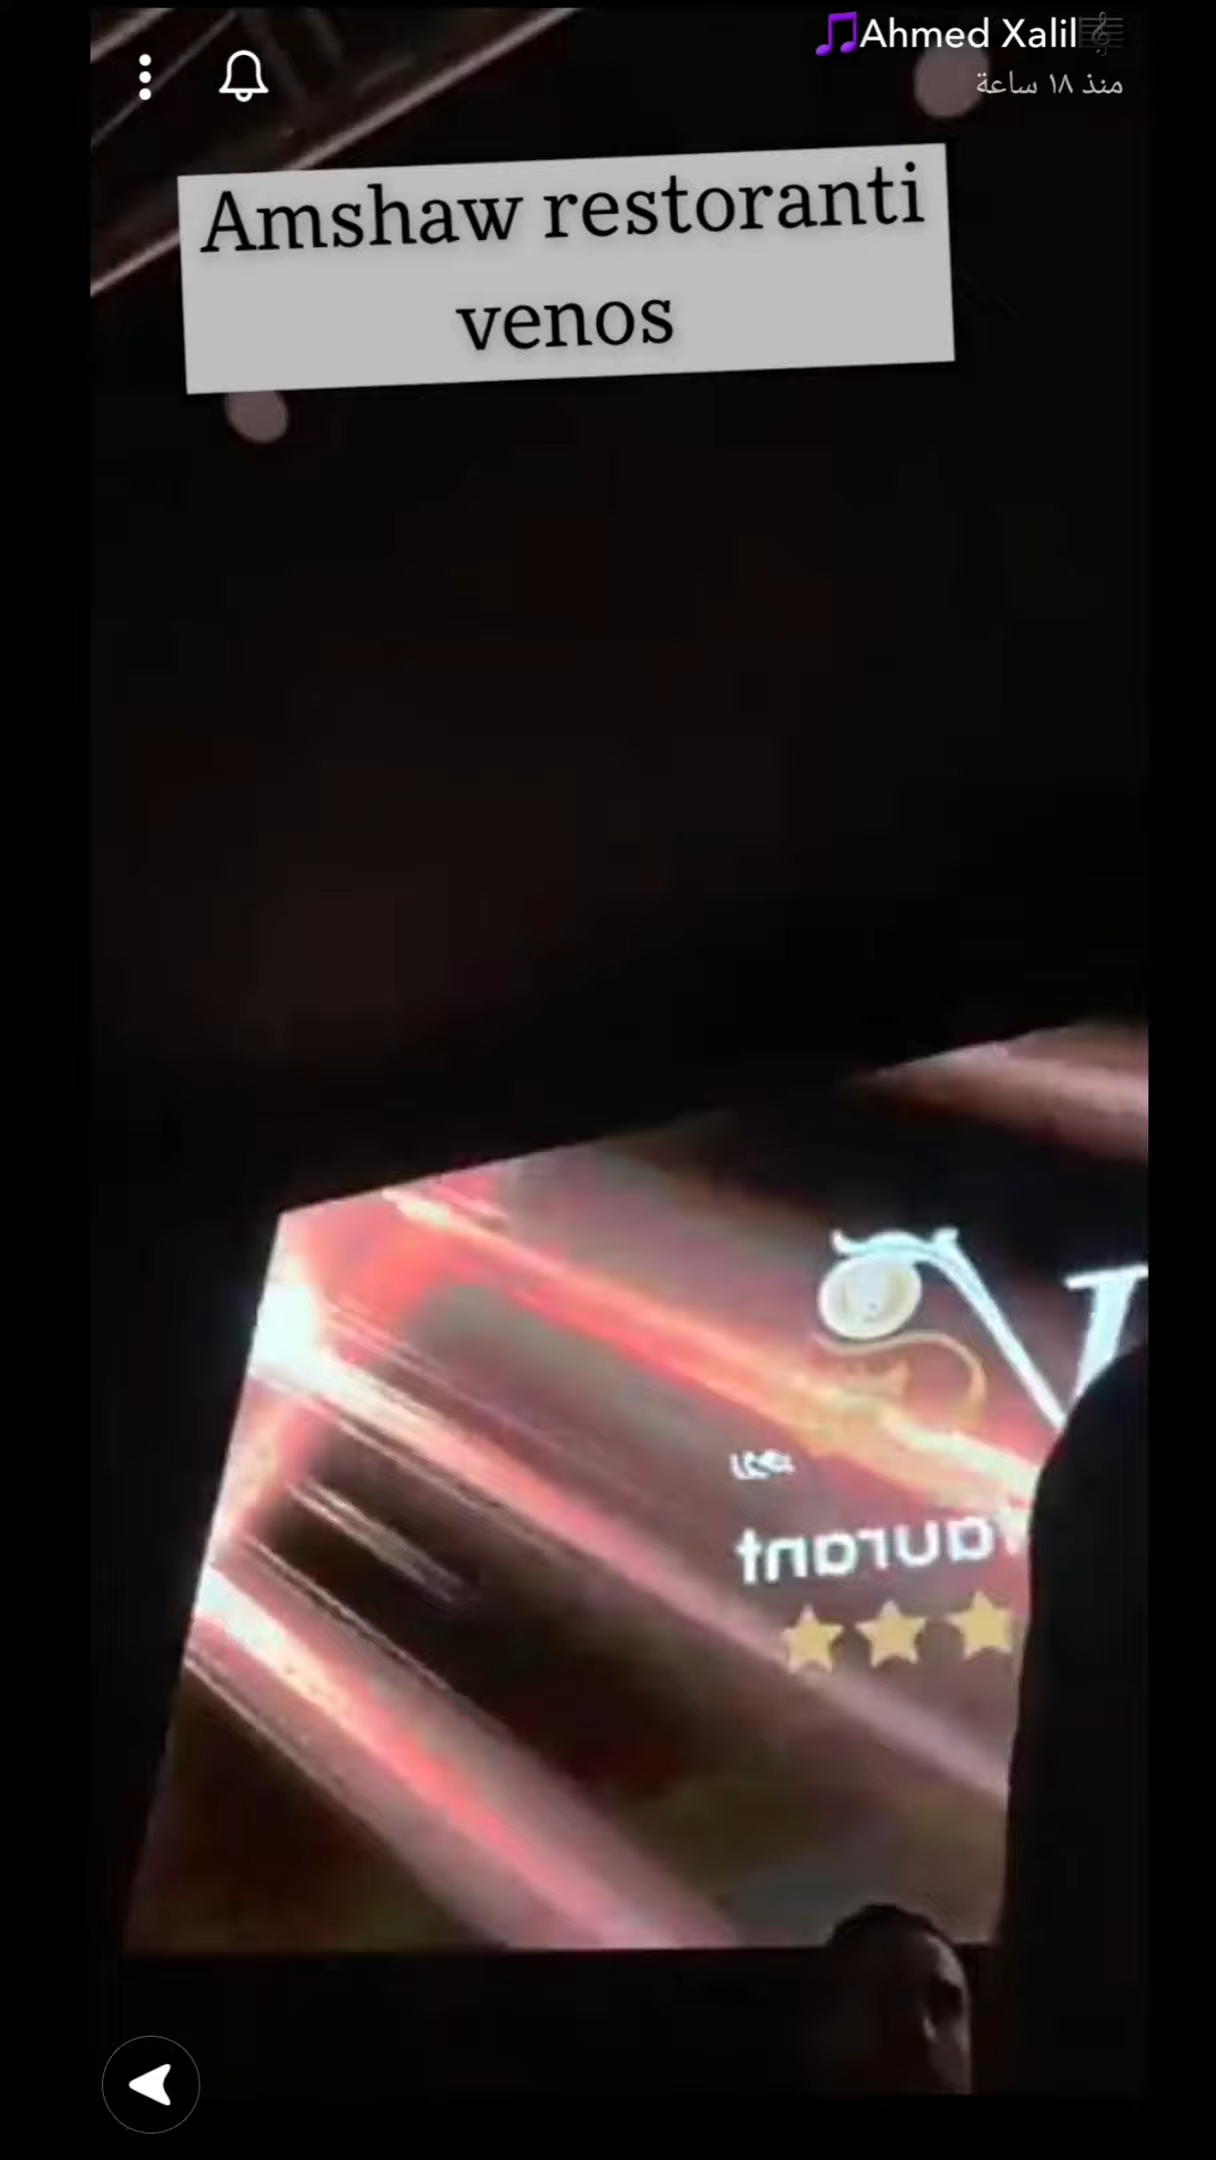 Ahmed Xalil
منذ ١٨ ساعة
Amshaw restoranti
venos
taurant